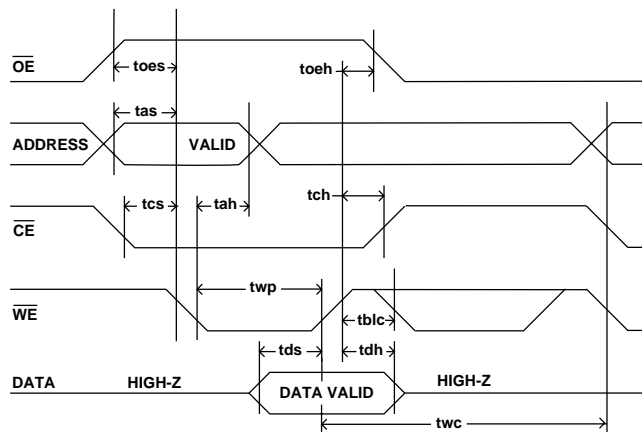 OE
toes
toeh
tas
ADDRESS
VALID
tcs
tah
tch
CE
twp
WE
tblc
tds
tdh
DATA
HIGH-Z
DATA VALID
HIGH-Z
twc